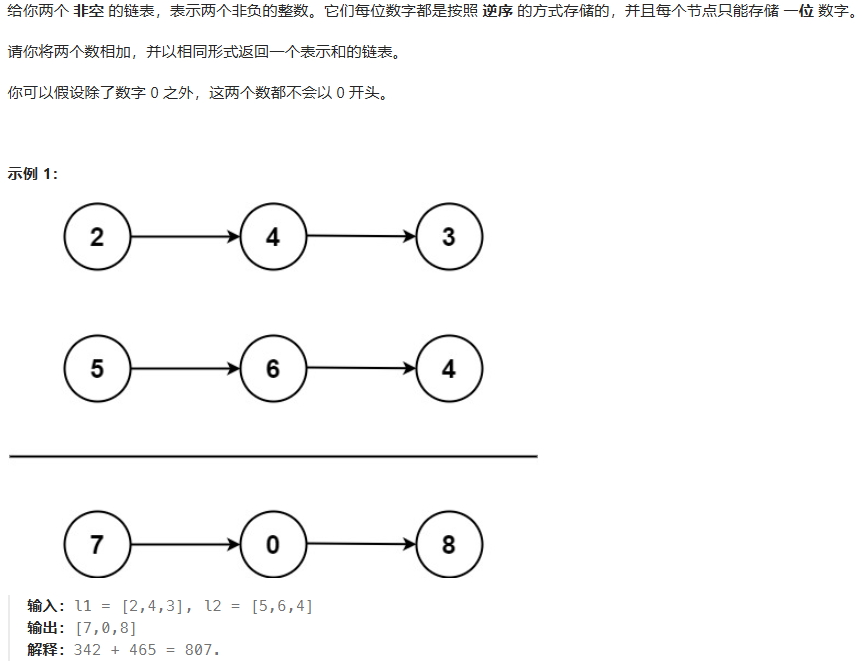 给你两个 非空 的链表，表示两个非负的整数。它们每位数字都是按照 逆序 的方式存储的，并且每个节点只能存储 一位 数字。
请你将两个数相加，并以相同形式返回一个表示和的链表。
你可以假设除了数字 0 之外，这两个数都不会以 0 开头。
示例 1：
2 4 3
5 6 4
7 0 8
输入：l1 = [2,4,3], l2 = [5,6,4]
输出：[7,0,8]
解释：342 + 465 = 807.